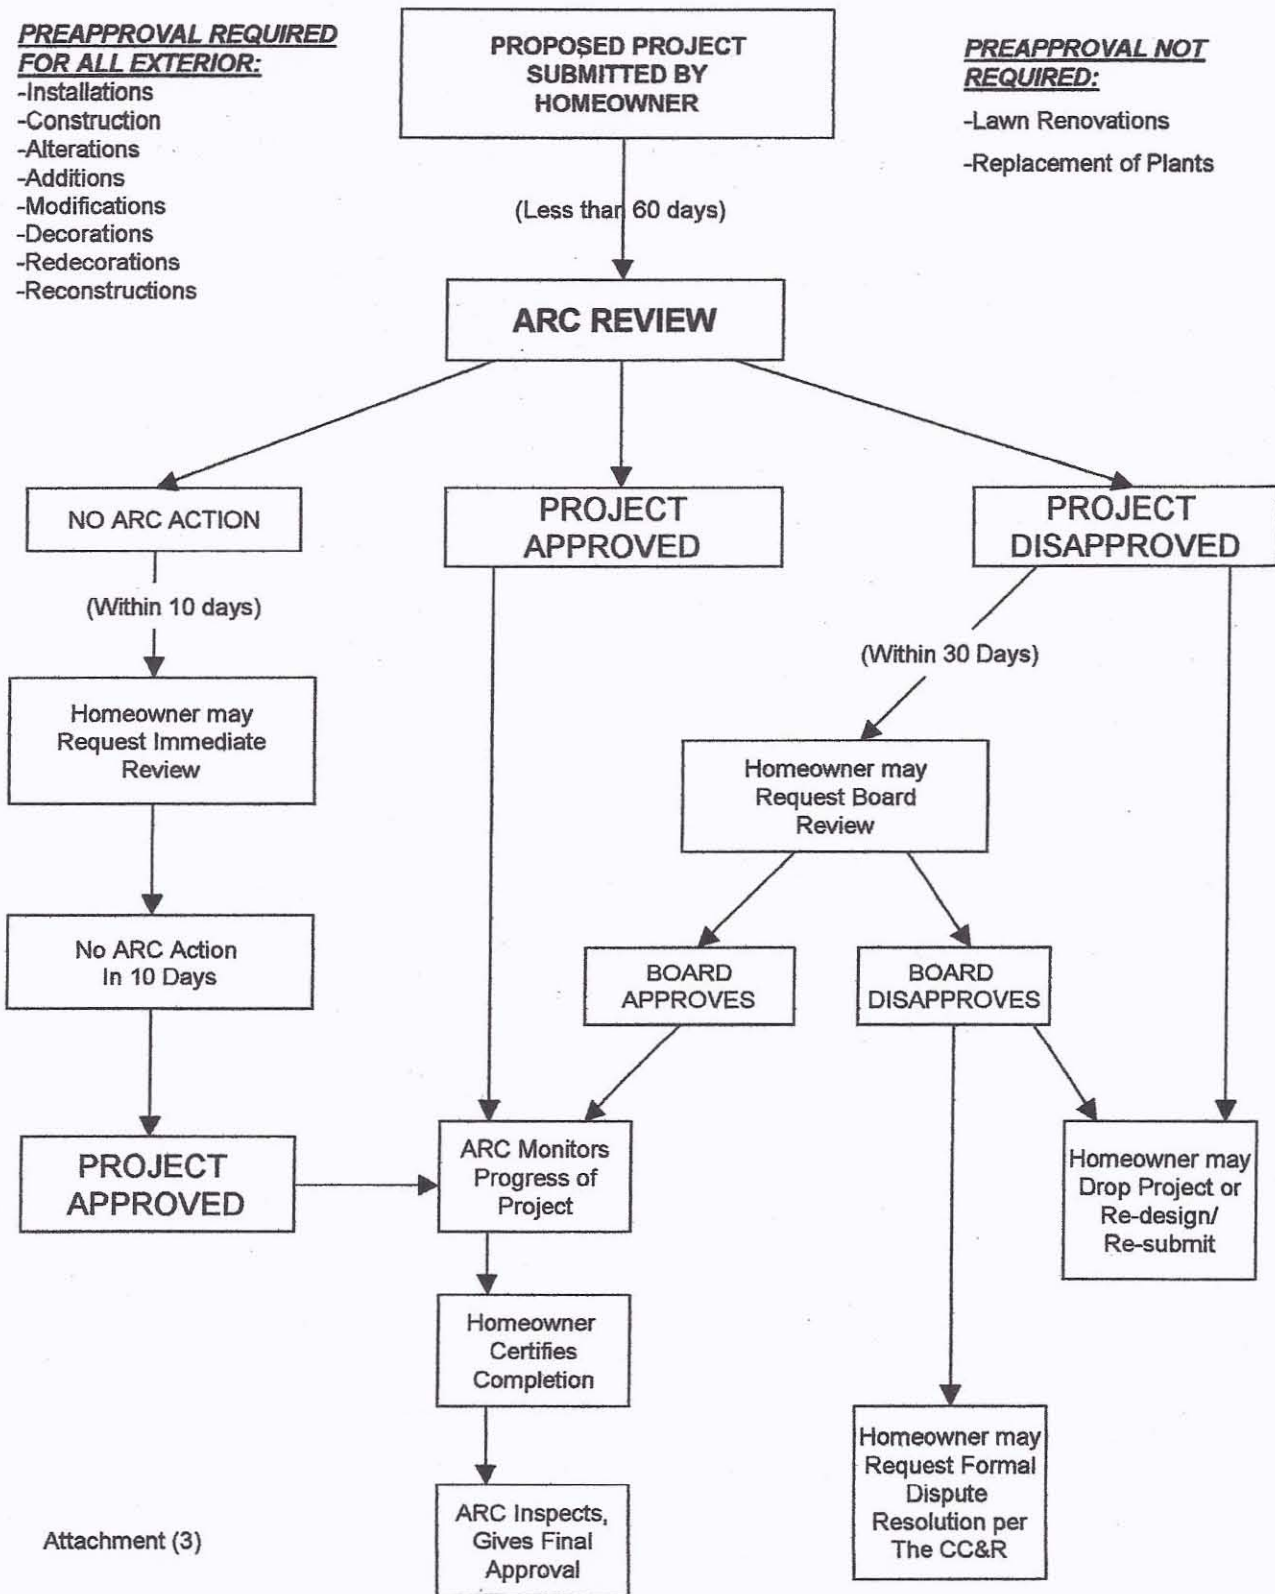 PREAPPROVAL REQUIRED
FOR ALL EXTERIOR:
-Installations
-Construction
-Alterations
-Additions
-Modifications
-Decorations
-Redecorations
-Reconstructions
PROPOSED PROJECT
SUBMITTED BY
HOMEOWNER
PREAPPROVAL NOT
REQUIRED:
-Lawn Renovations
-Replacement of Plants
(Less than 60 days)
ARC REVIEW
NO ARC ACTION
PROJECT
APPROVED
PROJECT
DISAPPROVED
(Within 10 days)
(Within 30 Days)
Homeowner may
Request Immediate
Review
Homeowner may
Request Board
Review
No ARC Action
In 10 Days
BOARD
APPROVES
BOARD
DISAPPROVES
PROJECT
APPROVED
ARC Monitors
Progress of
Project
Homeowner may
Drop Project or
Re-design/
Re-submit
Homeowner
Certifies
Completion
Homeowner may
Request Formal
Dispute
Resolution per
The CC&R
ARC Inspects,
Gives Final
Approval
Attachment (3)